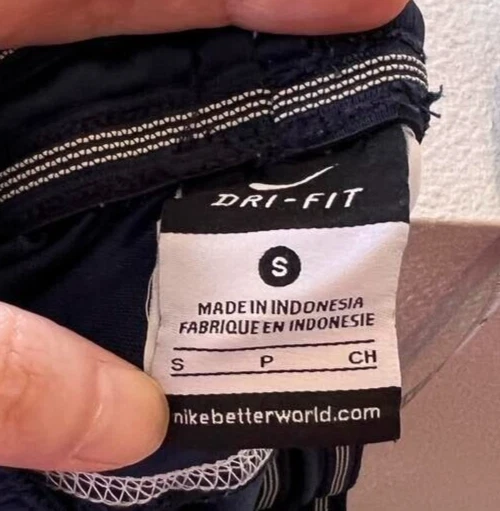 DRI-FIT
S
MADE IN INDONESIA
FABRIQUE EN INDONESIE
S P CH
nikebetterworld.com